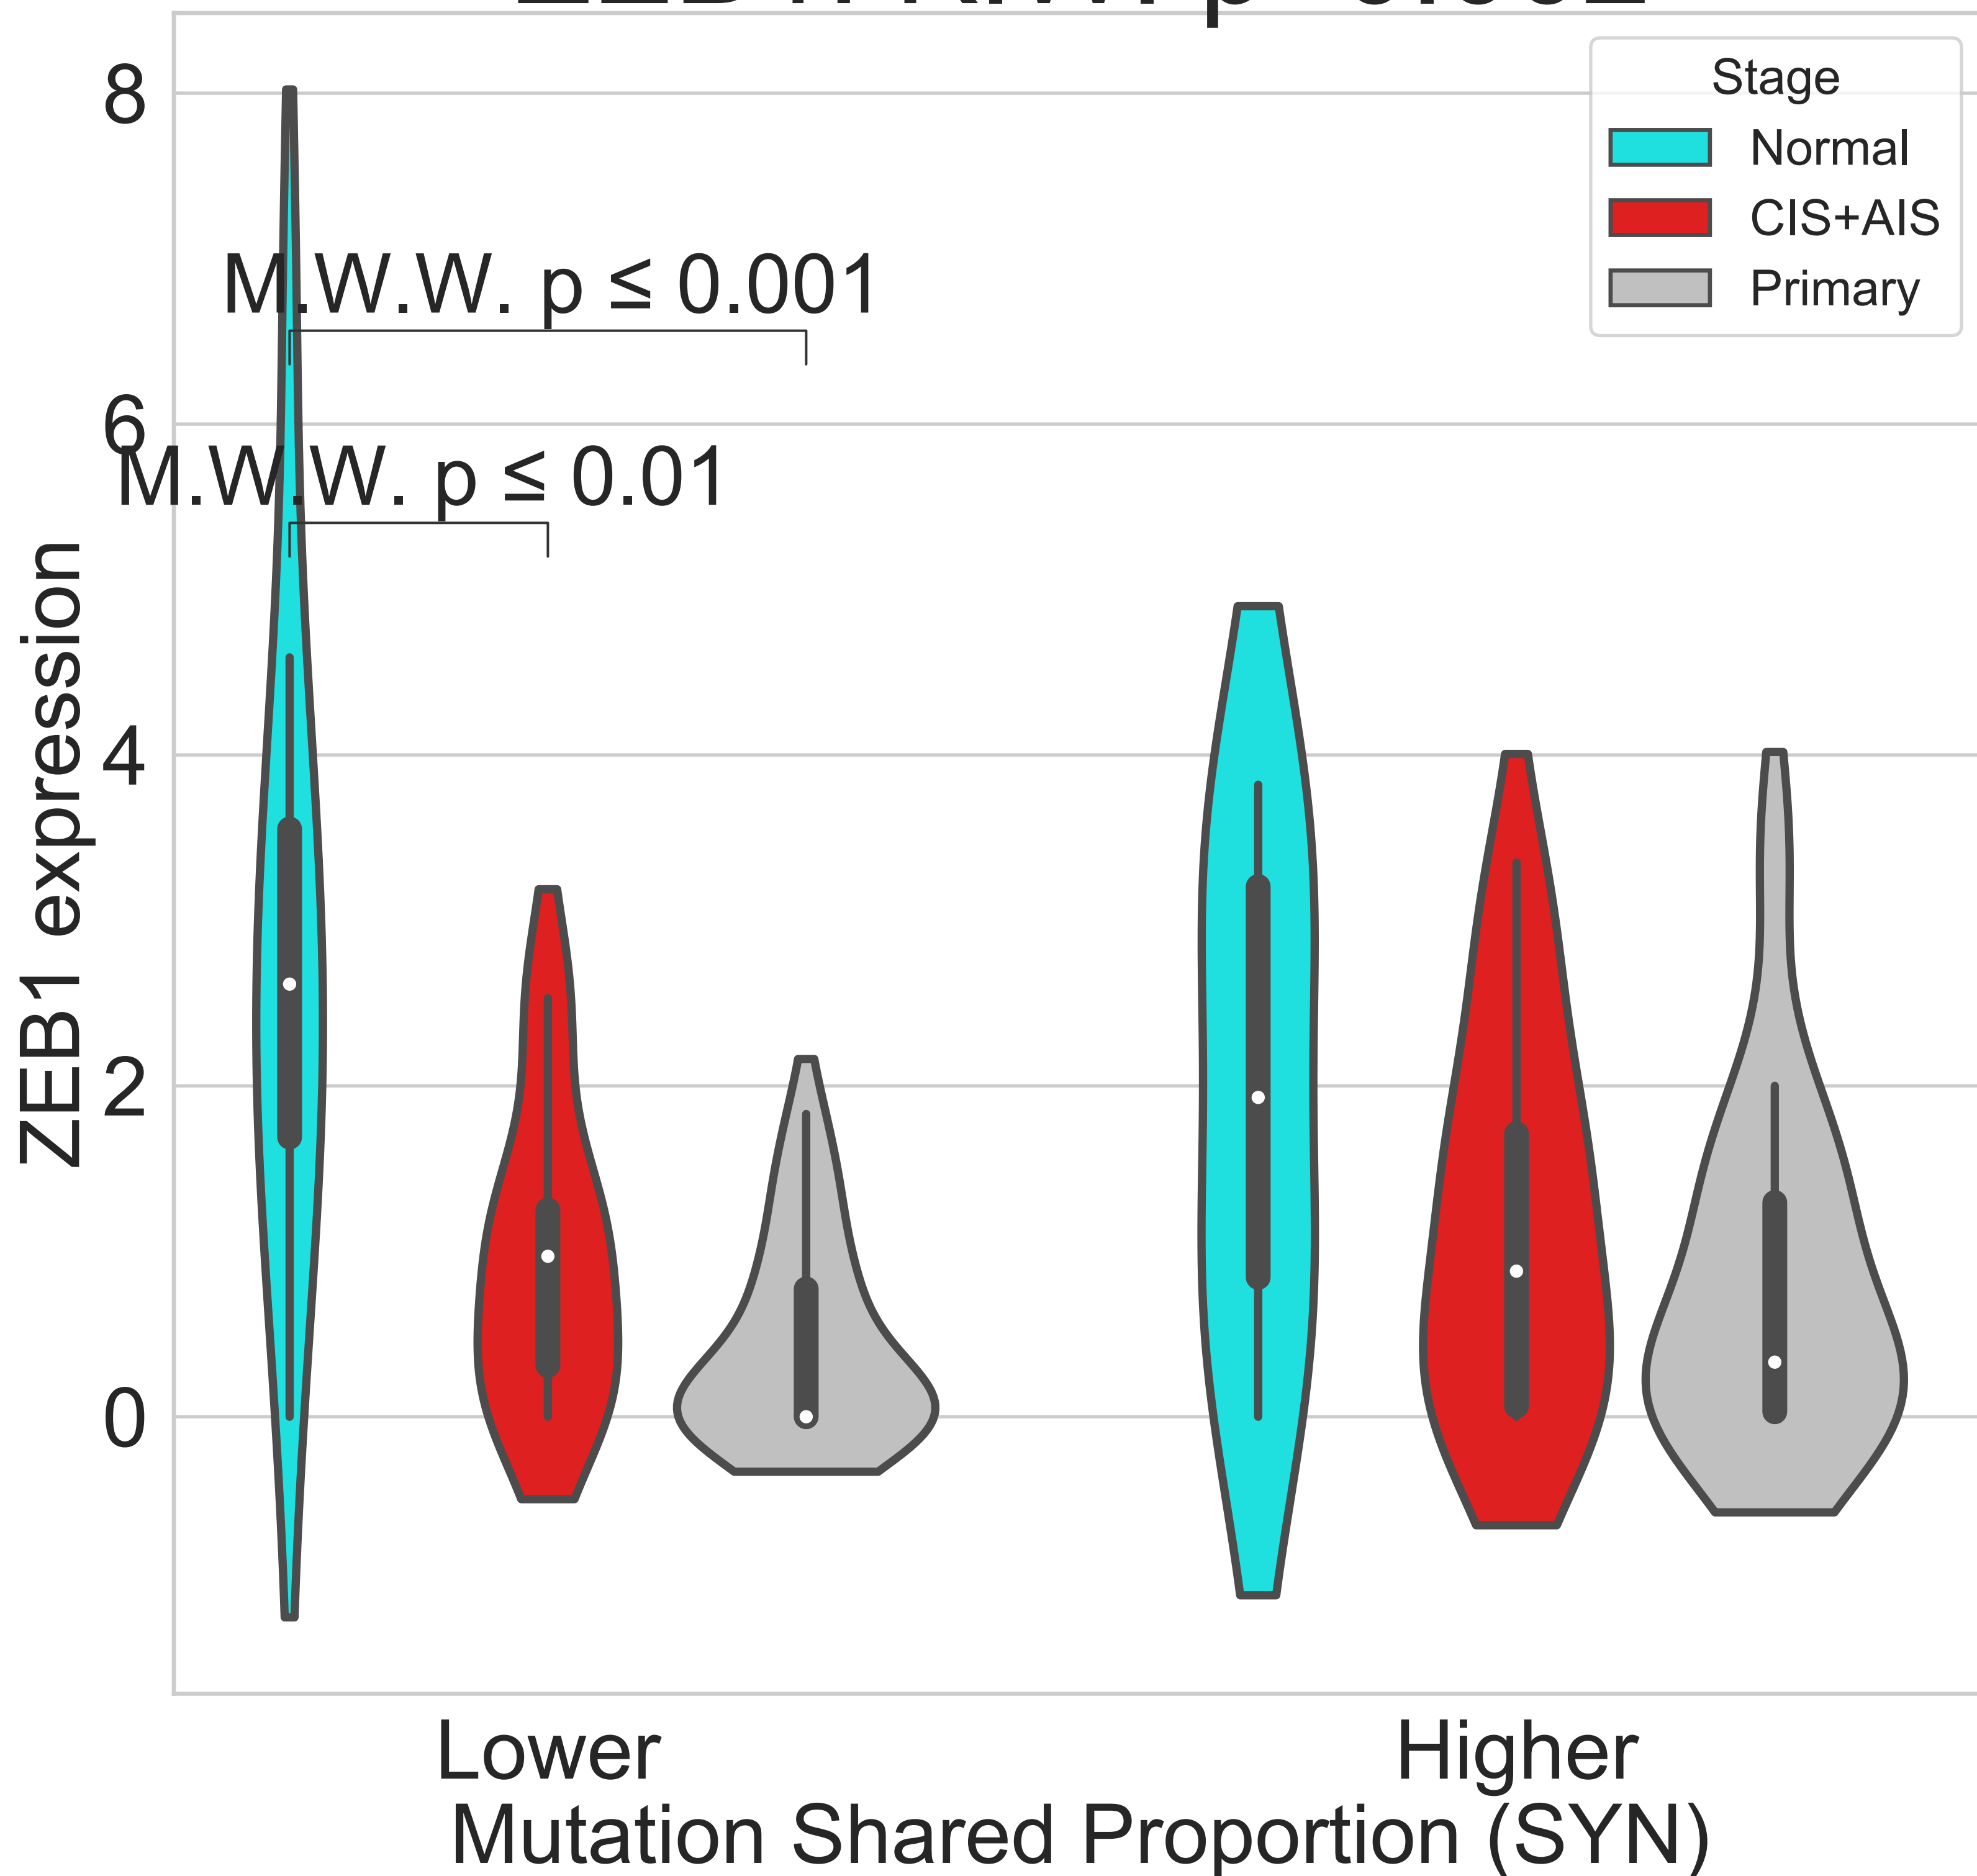 Stage
Normal
CIS+AIS
Primary
M.W.W. p ≤ 0.001
M.W.W. p ≤ 0.01
8
6
4
2
0
ZEB1 expression
Lower
Higher
Mutation Shared Proportion (SYN)